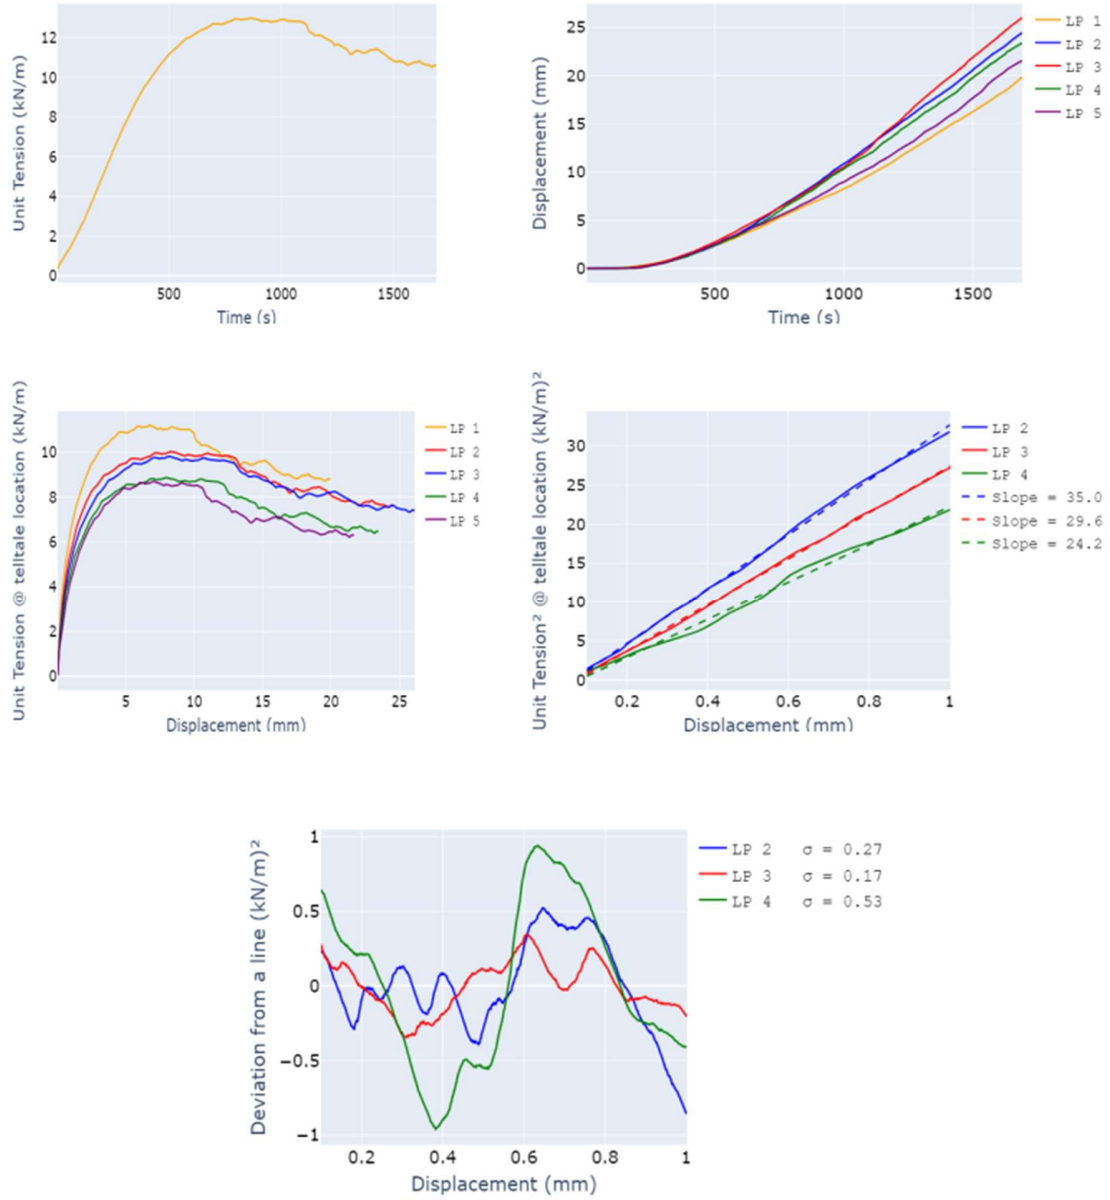 Unit Tension (kN/m)
12
10
8
6
4
2
0
500
1000
1500
Time (s)
Displacement (mm)
25
20
15
10
5
0
500
1000
1500
Time (s)
LP 1
LP 2
LP 3
LP 4
LP 5
Unit Tension @ telltale location (kN/m)
10
8
6
4
2
0
5
10
15
20
25
Displacement (mm)
LP 1
LP 2
LP 3
LP 4
LP 5
Unit Tension² @ telltale location (kN/m)²
30
25
20
15
10
5
0
0.2
0.4
0.6
0.8
1
Displacement (mm)
LP 2
LP 3
LP 4
Slope = 35.0
Slope = 29.6
Slope = 24.2
Deviation from a line (kN/m)²
1
0.5
0
−0.5
−1
0.2
0.4
0.6
0.8
1
Displacement (mm)
LP 2 σ = 0.27
LP 3 σ = 0.17
LP 4 σ = 0.53